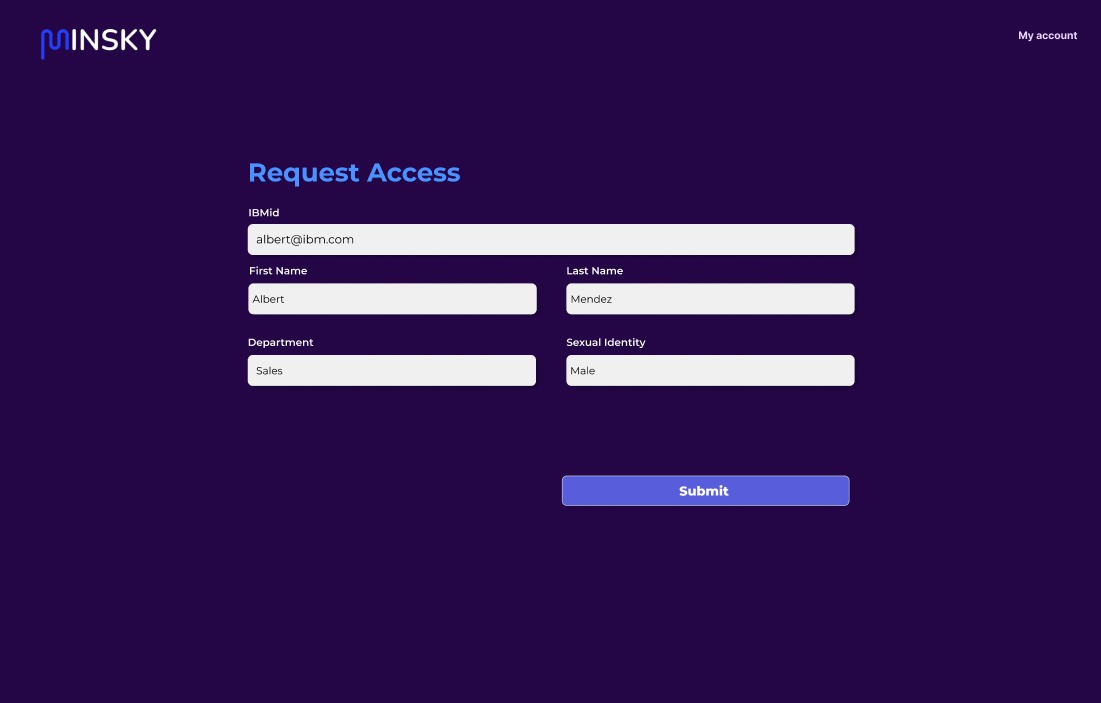 MINSKY
My account
Request Access
IBMid
albert@ibm.com
First Name
Last Name
Albert
Mendez
Department
Sexual Identity
Sales
Male
Submit